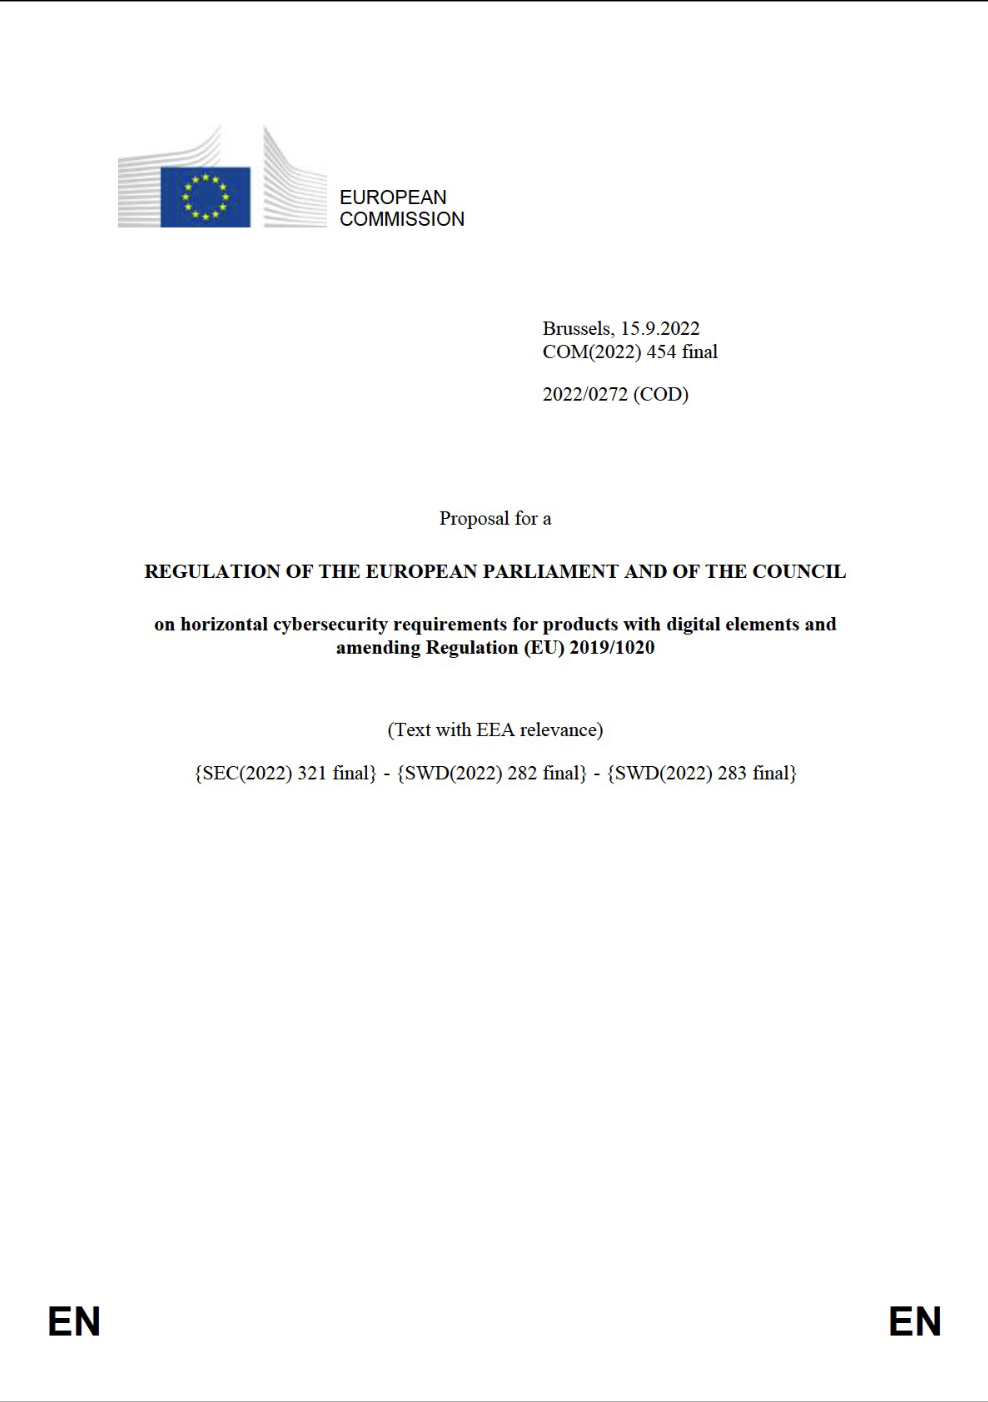 EUROPEAN
COMMISSION
Brussels, 15.9.2022
COM(2022) 454 final
2022/0272 (COD)
Proposal for a
REGULATION OF THE EUROPEAN PARLIAMENT AND OF THE COUNCIL
on horizontal cybersecurity requirements for products with digital elements and
amending Regulation (EU) 2019/1020
(Text with EEA relevance)
{SEC(2022) 321 final} - {SWD(2022) 282 final} - {SWD(2022) 283 final}
EN EN